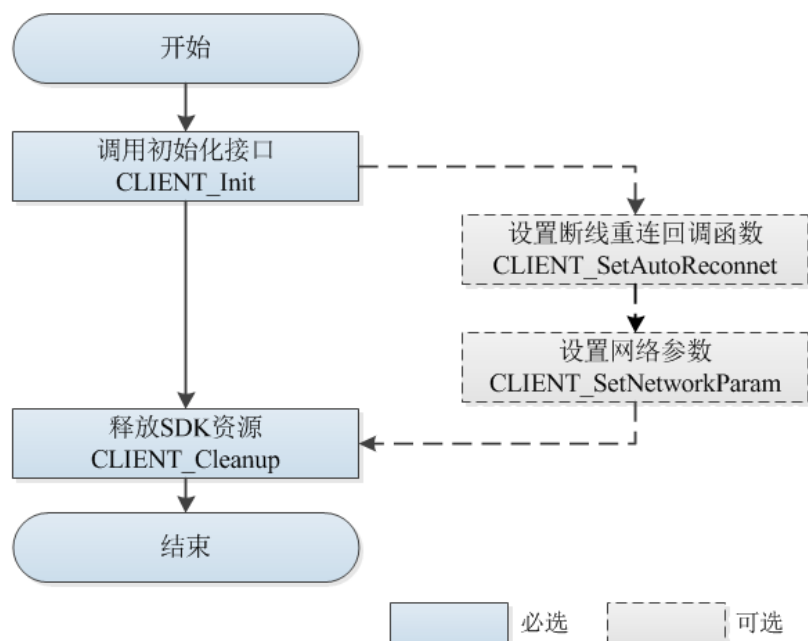 开始
调用初始化接口
CLIENT_Init
设置断线重连回调函数
CLIENT_SetAutoReconnet
设置网络参数
CLIENT_SetNetworkParam
释放SDK资源
CLIENT_Cleanup
结束
必选
可选